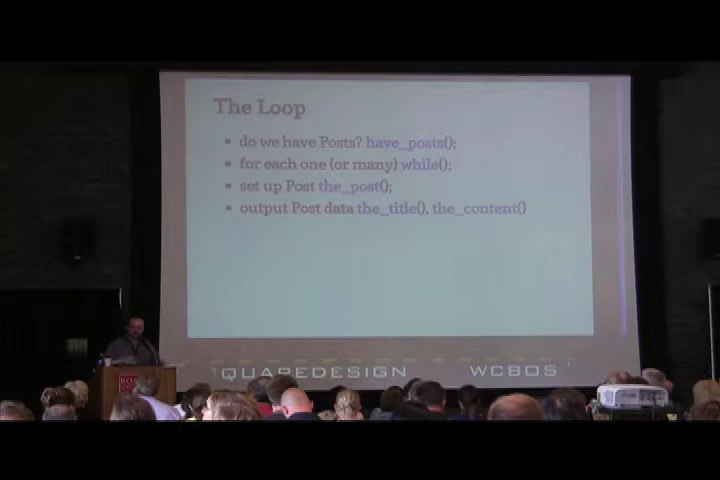 The Loop
do we have Posts? have_posts();
for each one (or many) while();
set up Post the_post();
output Post data the_title(), the_content()
QUAREDESIGN WCBOS